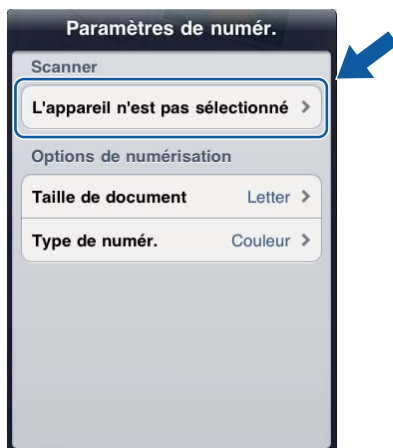 Paramètres de numér.
Scanner
L'appareil n'est pas sélectionné
Options de numérisation
Taille de document Letter
Type de numér. Couleur